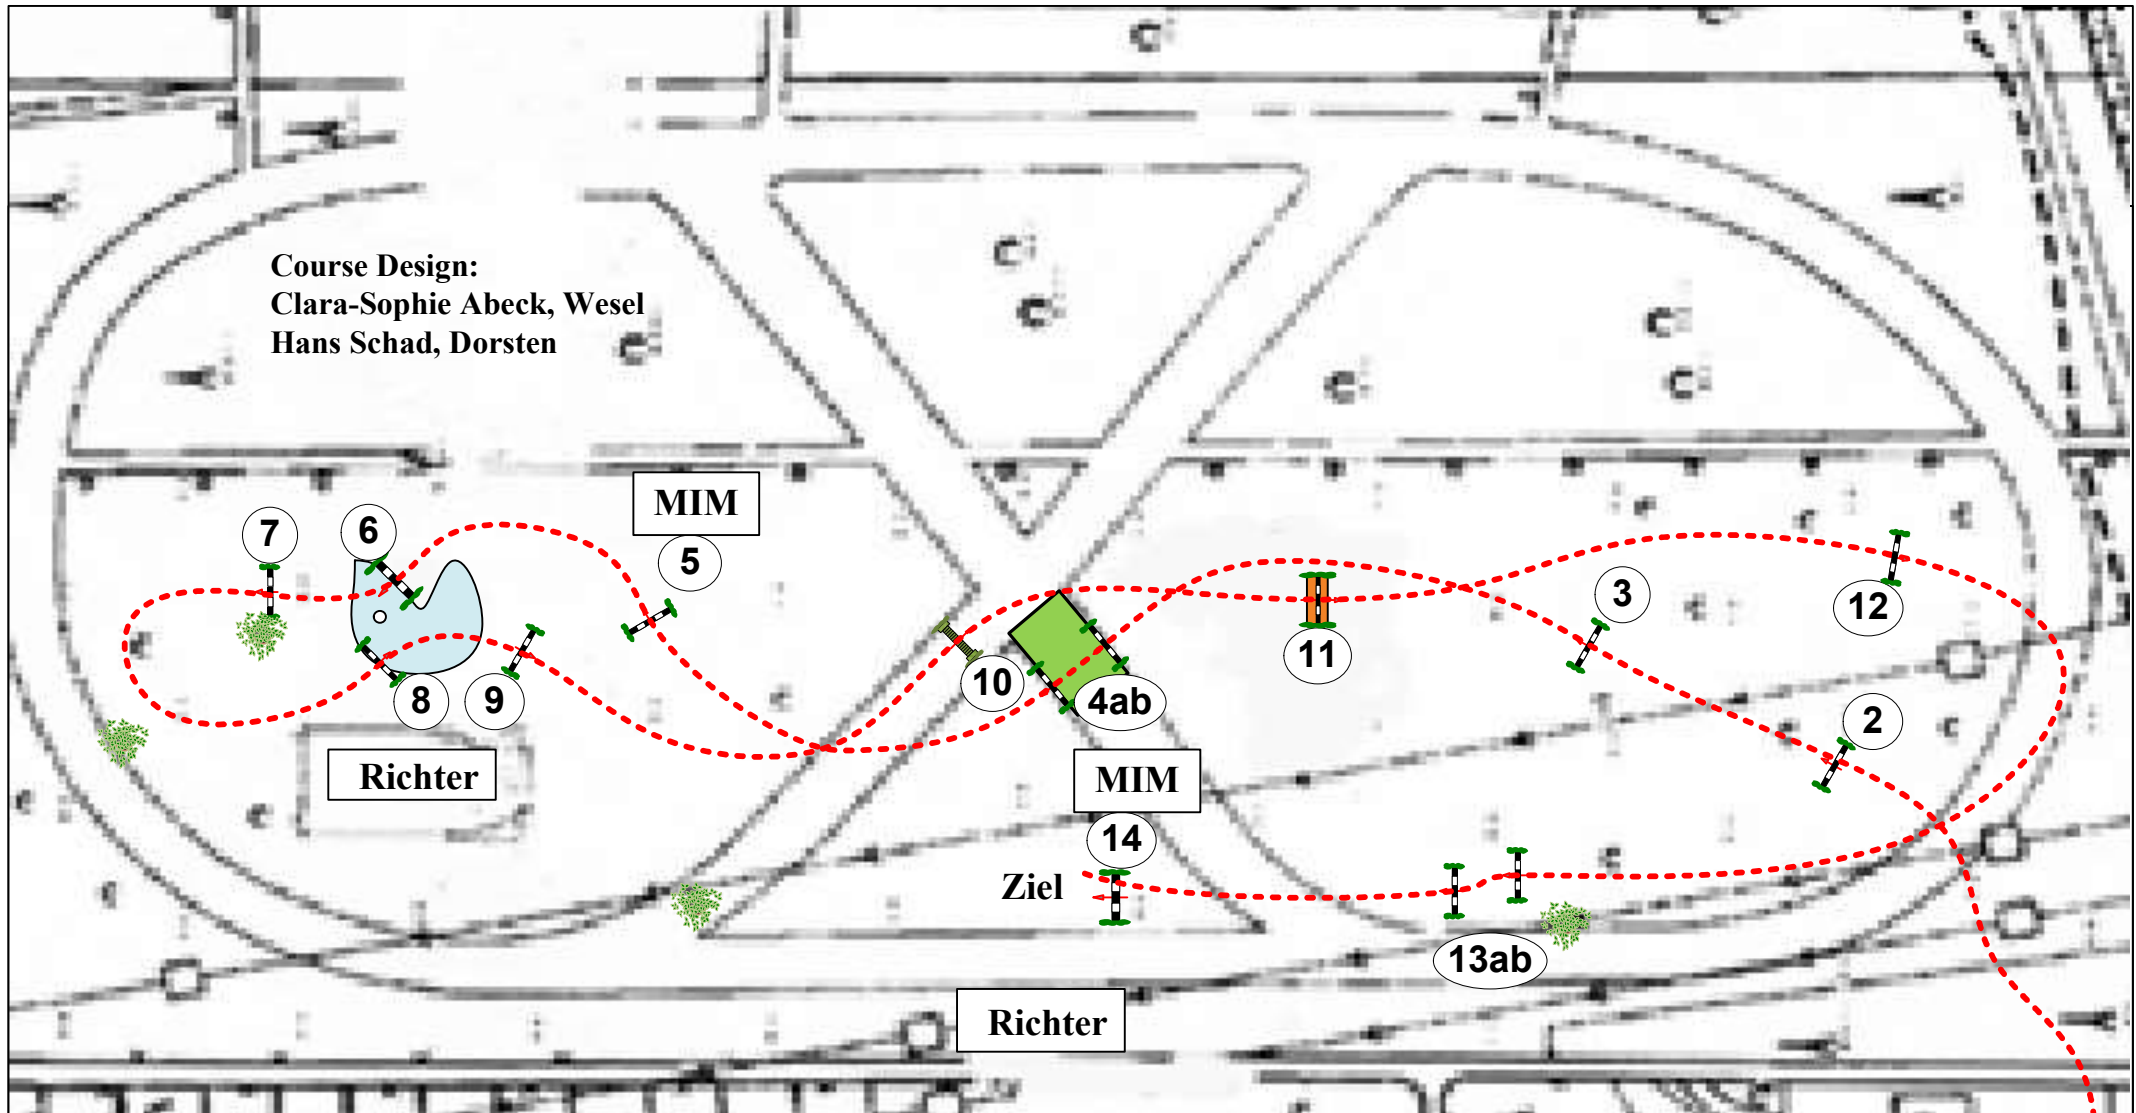 Course Design:
Clara-Sophie Abeck, Wesel
Hans Schad, Dorsten
MIM
7
6
5
3
12
11
10
4ab
8
9
2
Richter
MIM
14
Ziel
13ab
Richter